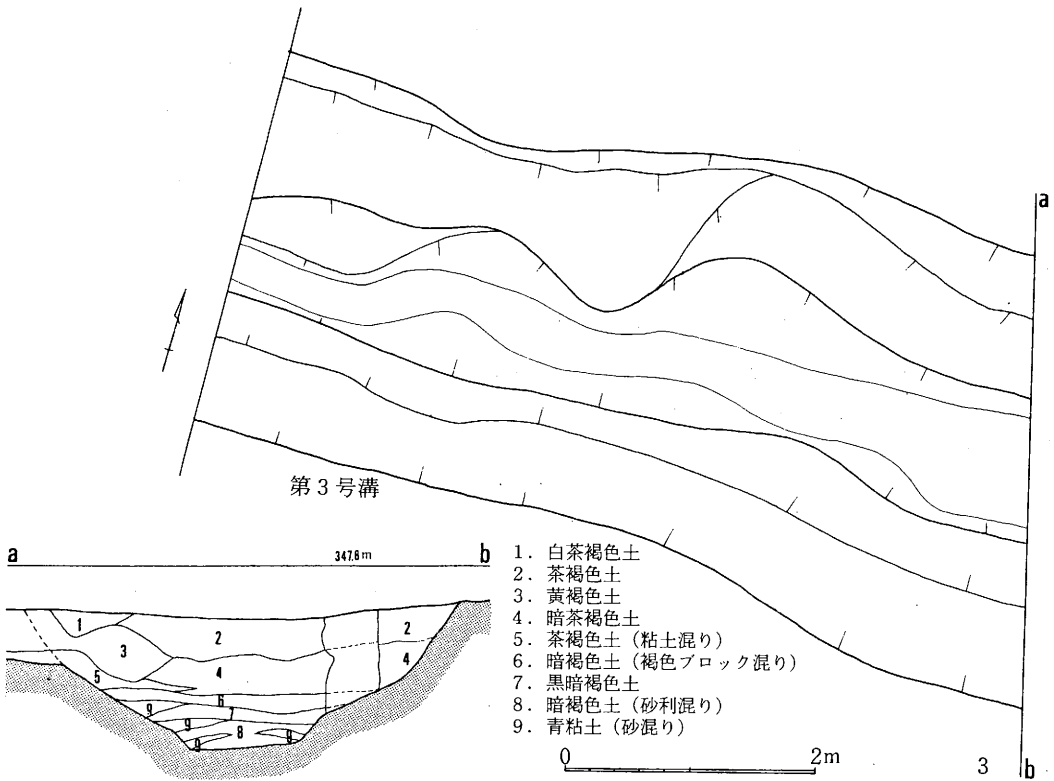 a
第3号溝
a 347.8m b
1 2 2
3 4 4
5
6
9 7
9 8
9 9
1. 白茶褐色土
2. 茶褐色土
3. 黄褐色土
4. 暗茶褐色土
5. 茶褐色土（粘土混り）
6. 暗褐色土（褐色ブロック混り）
7. 黒暗褐色土
8. 暗褐色土（砂利混り）
9. 青粘土（砂混り）
0 2m
3 b